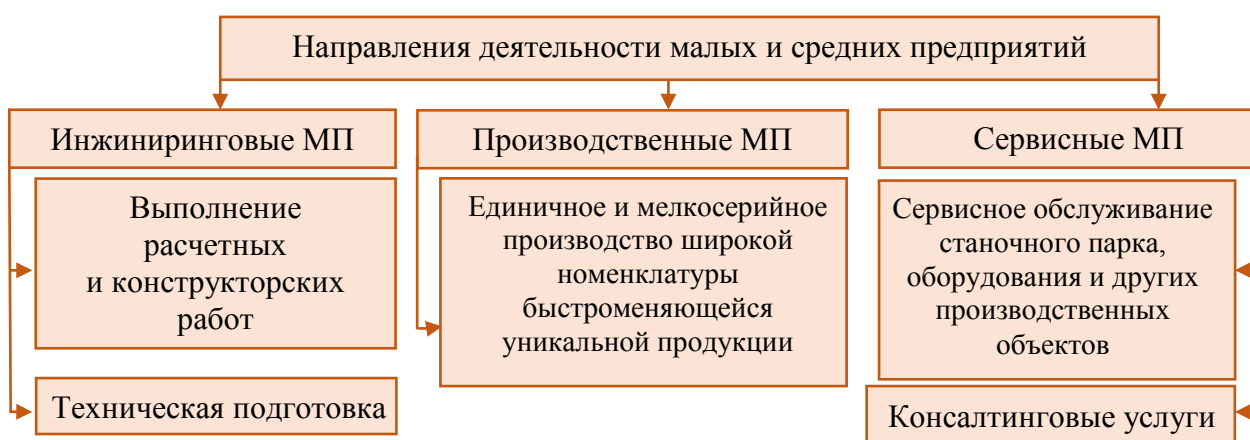 Направления деятельности малых и средних предприятий
Инжиниринговые МП
Выполнение
расчетных
и конструкторских
работ
Техническая подготовка
Производственные МП
Единичное и мелкосерийное
производство широкой
номенклатуры
быстроменяющейся
уникальной продукции
Сервисные МП
Сервисное обслуживание
станочного парка,
оборудования и других
производственных
объектов
Консалтинговые услуги